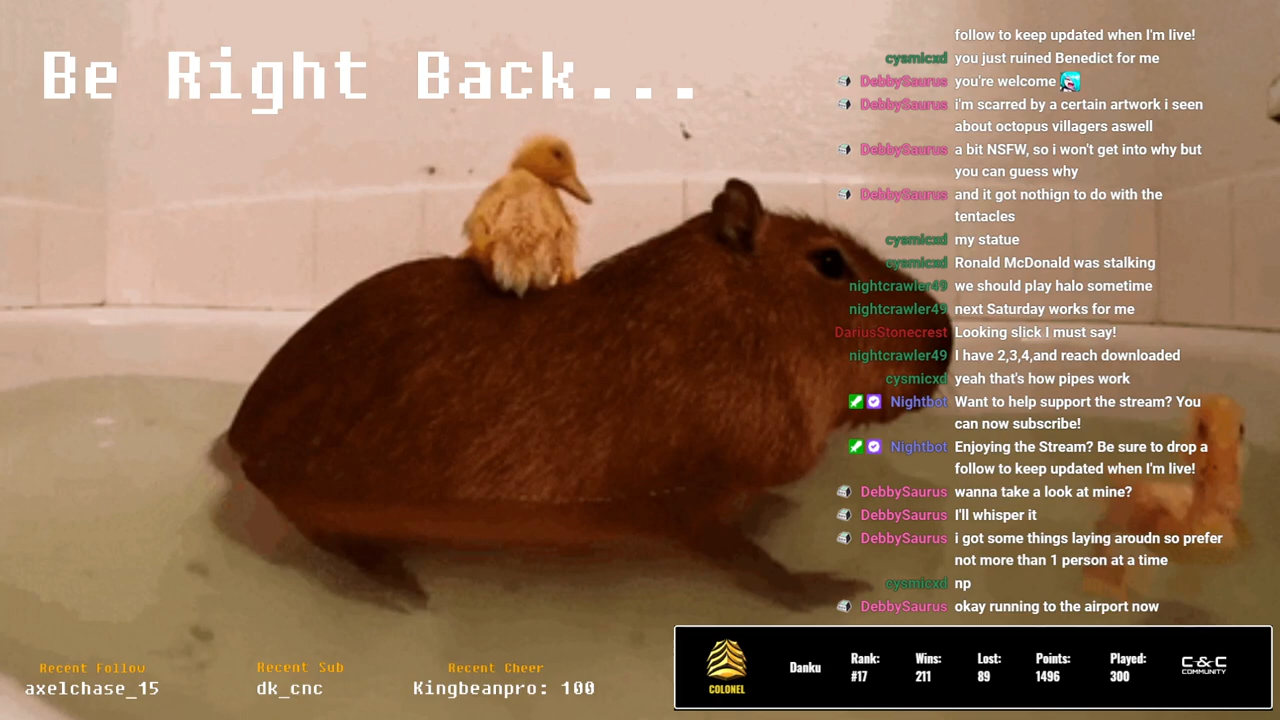 Be Right Back...
follow to keep updated when I'm live!
cysmicxd you just ruined Benedict for me
DebbySaurus you're welcome
DebbySaurus i'm scarred by a certain artwork i seen
about octopus villagers aswell
DebbySaurus a bit NSFW, so i won't get into why but
you can guess why
DebbySaurus and it got nothign to do with the
tentacles
cysmicxd my statue
cysmicxd Ronald McDonald was stalking
nightcrawler49 we should play halo sometime
nightcrawler49 next Saturday works for me
DariusStonecrest Looking slick I must say!
nightcrawler49 I have 2,3,4,and reach downloaded
cysmicxd yeah that's how pipes work
Nightbot Want to help support the stream? You
can now subscribe!
Nightbot Enjoying the Stream? Be sure to drop a
follow to keep updated when I'm live!
DebbySaurus wanna take a look at mine?
DebbySaurus I'll whisper it
DebbySaurus i got some things laying aroudn so prefer
not more than 1 person at a time
cysmicxd np
DebbySaurus okay running to the airport now
Recent Follow Recent Sub Recent Cheer
axelchase_15 dk_cnc Kingbeanpro: 100
COLONEL
Danku
Rank: Wins: Lost: Points: Played:
#17 211 89 1496 300
C&C
COMMUNITY